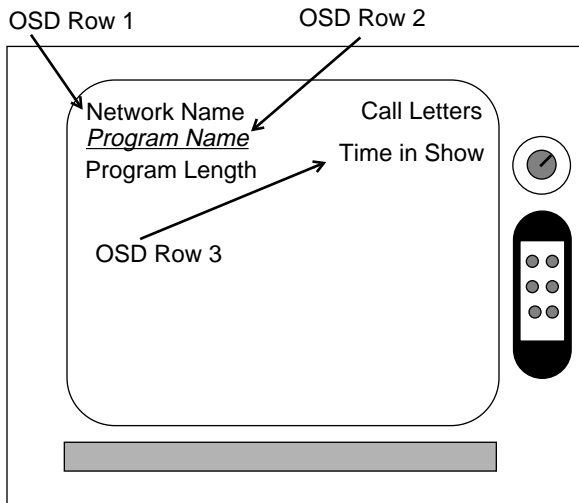 OSD Row 1
OSD Row 2
Network Name
Call Letters
Program Name
Time in Show
Program Length
OSD Row 3